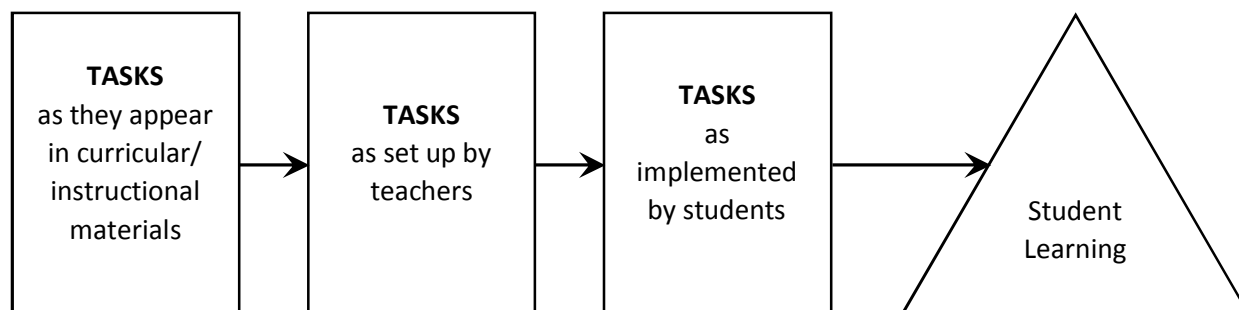 TASKS
as they appear
in curricular/
instructional
materials
TASKS
as set up by
teachers
TASKS
as
implemented
by students
Student
Learning